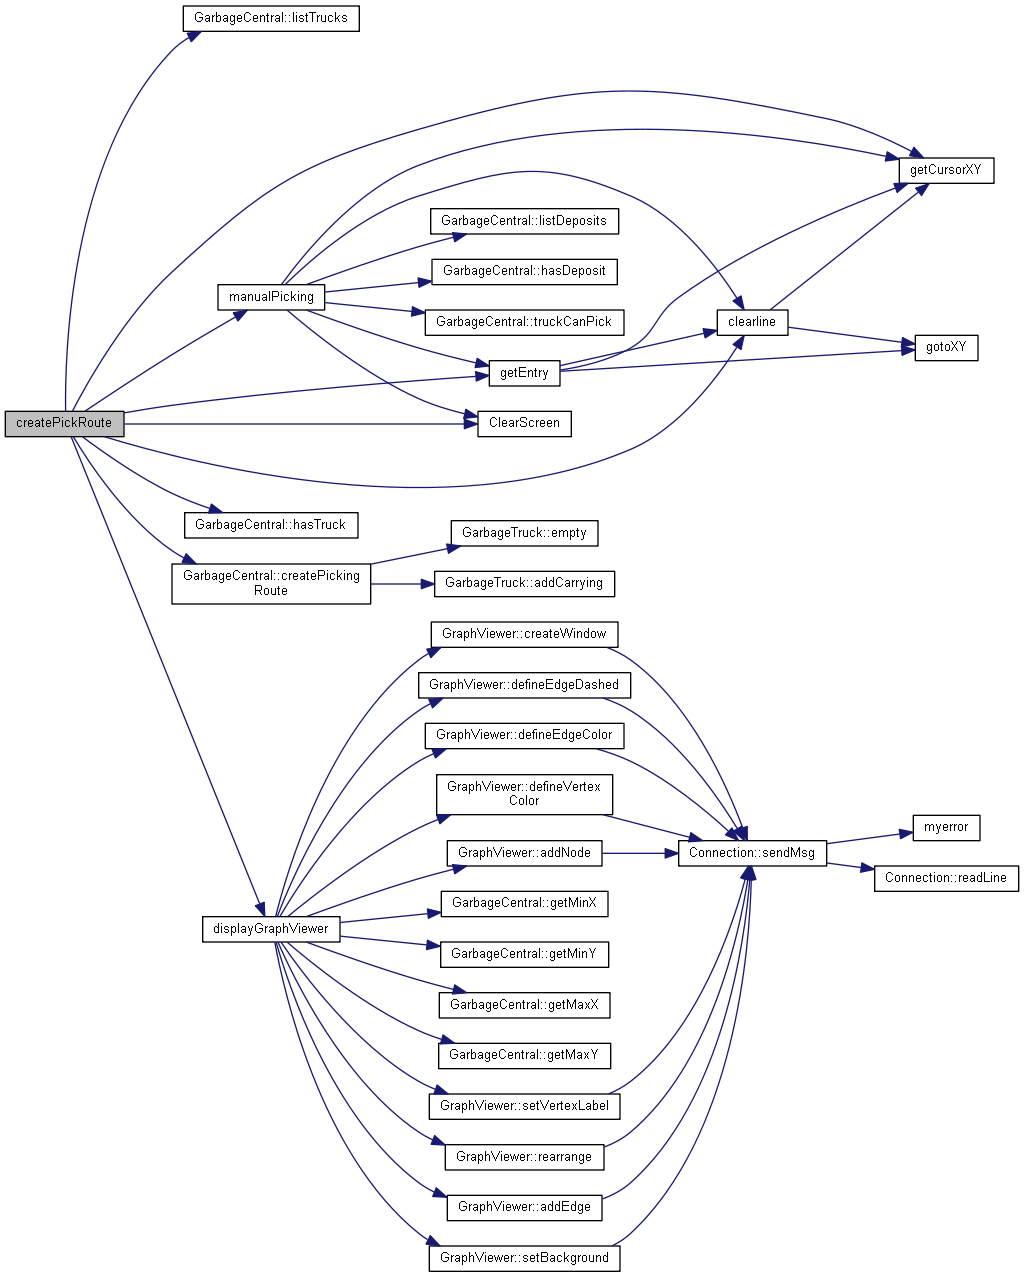 GarbageCentral::listTrucks
getCursorXY
GarbageCentral::listDeposits
GarbageCentral::hasDeposit
manualPicking
GarbageCentral::truckCanPick
clearline
gotoXY
getEntry
createPickRoute
ClearScreen
GarbageCentral::hasTruck
GarbageTruck::empty
GarbageCentral::createPicking
Route
GarbageTruck::addCarrying
GraphViewer::createWindow
GraphViewer::defineEdgeDashed
GraphViewer::defineEdgeColor
GraphViewer::defineVertex
Color
myerror
GraphViewer::addNode
Connection::sendMsg
Connection::readLine
GarbageCentral::getMinX
displayGraphViewer
GarbageCentral::getMinY
GarbageCentral::getMaxX
GarbageCentral::getMaxY
GraphViewer::setVertexLabel
GraphViewer::rearrange
GraphViewer::addEdge
GraphViewer::setBackground